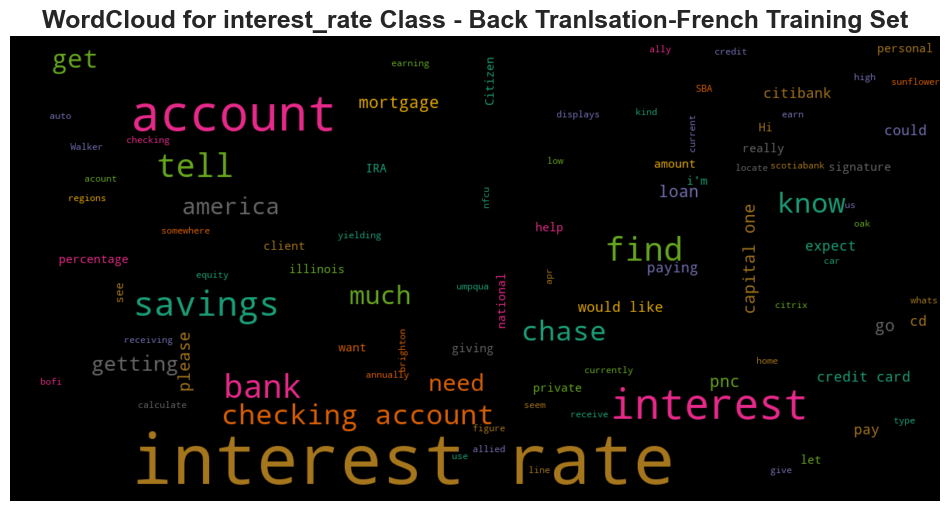 WordCloud for interest_rate Class - Back Tranlsation-French Training Set
get
earning
Citizen
ally
credit
personal
high
sunflower
account
mortgage
SBA
citibank
auto
checking
displays
kind
current
Hi
earn
could
Walker
tell
IRA
low
amount
really
locate
scotiabank
signature
acount
i'm
regions
america
nfcu
loan
know
us
somewhere
yielding
help
find
capital one
oak
client
expect
percentage
illinois
paying
car
equity
see
savings
much
umpqua
national
apr
would like
citrix
whats
cd
go
receiving
please
chase
getting
want
brighton
giving
home
bofi
bank
annually
need
currently
private
pnc
credit card
calculate
checking account
seem
receive
interest
type
figure
pay
interest rate
use
allied
line
let
give